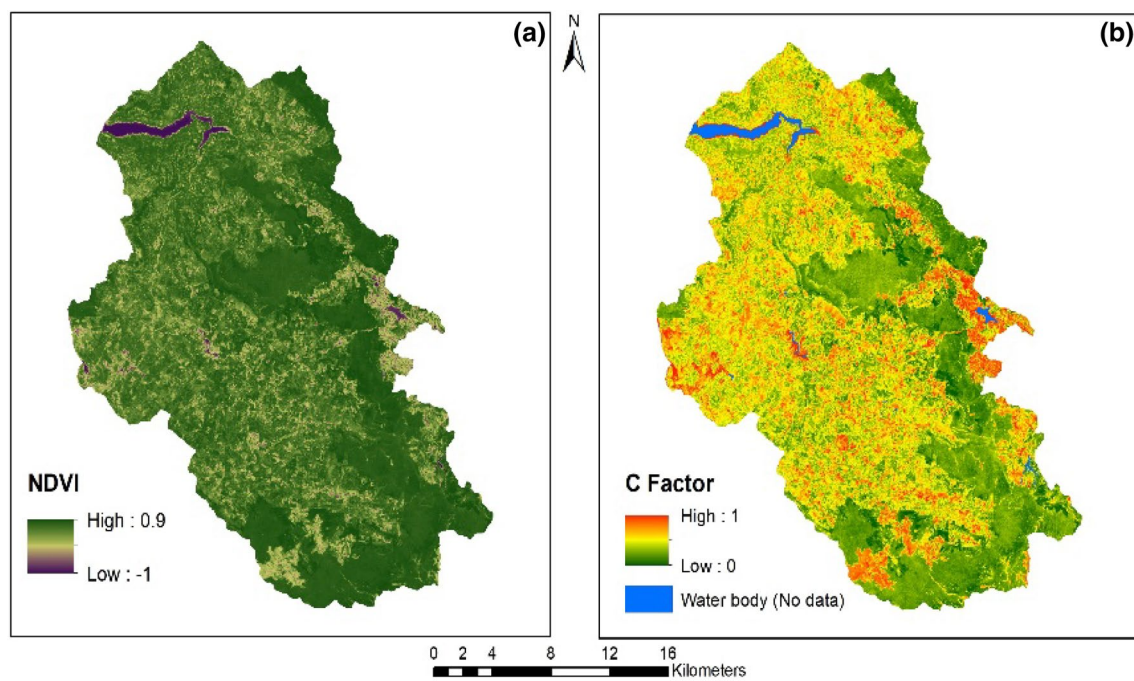 (a)
N
(b)
NDVI
High : 0.9
Low : -1
C Factor
High : 1
Low : 0
Water body (No data)
0 2 4 8 12 16
Kilometers